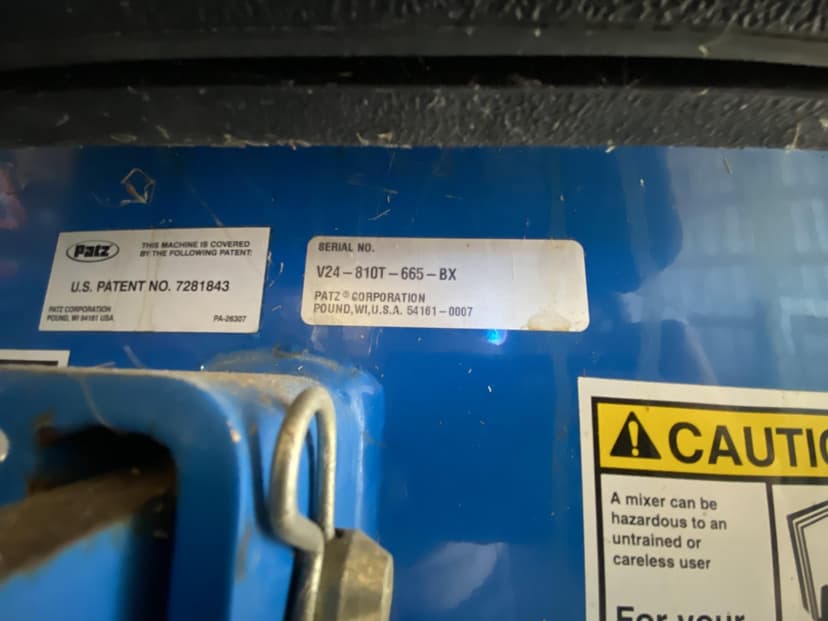 Patz
THIS MACHINE IS COVERED
BY THE FOLLOWING PATENT:
U.S. PATENT NO. 7281843
PATZ CORPORATION
POUND, WI 54161 USA
PA-26307
SERIAL NO.
V24-810T-665-BX
PATZ® CORPORATION
POUND, WI, U.S.A. 54161-0007
CAUTIO
A mixer can be
hazardous to an
untrained or
careless user
For your